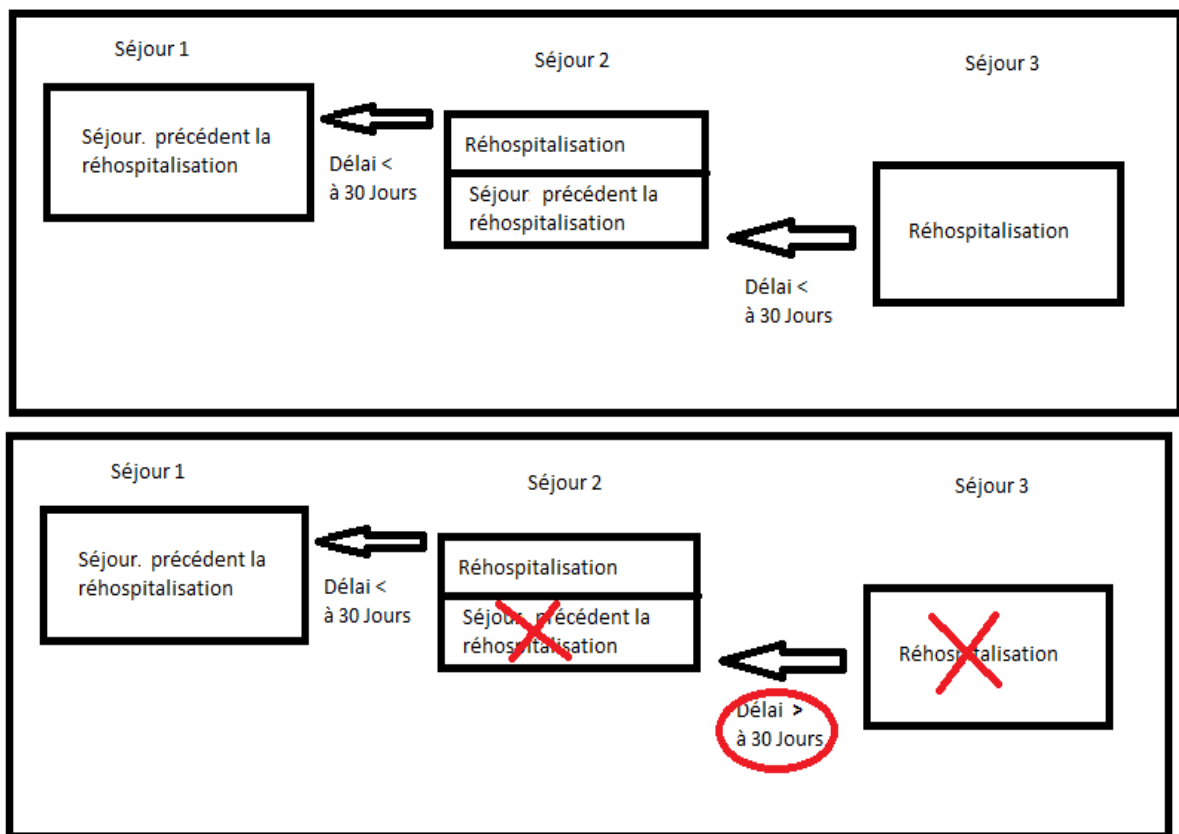 Séjour 1
Séjour 2
Séjour 3
Séjour. précédent la
réhospitalisation
Délai <
à 30 Jours
Réhospitalisation
Séjour. précédent la
réhospitalisation
Délai <
à 30 Jours
Réhospitalisation
Séjour 1
Séjour 2
Séjour 3
Séjour. précédent la
réhospitalisation
Délai <
à 30 Jours
Réhospitalisation
Séjour. précédent la
réhospitalisation
Délai >
à 30 Jours
Réhospitalisation